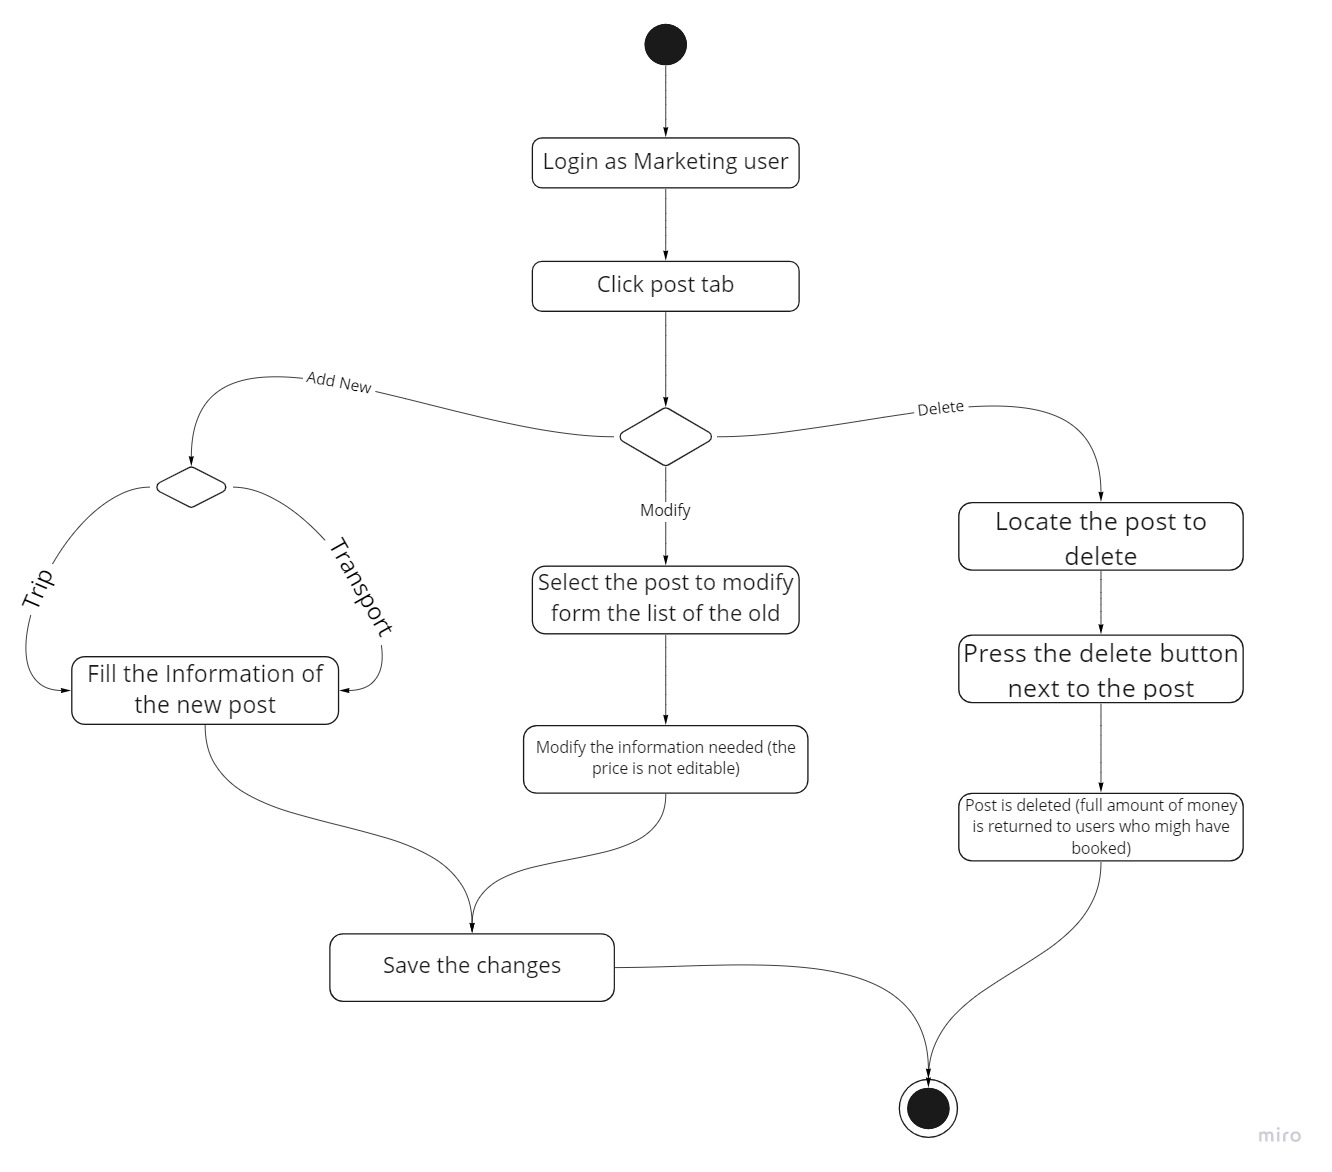 Login as Marketing user
Click post tab
Add New
Delete
Modify
Trip
Transport
Locate the post to
delete
Select the post to modify
form the list of the old
Press the delete button
next to the post
Fill the Information of
the new post
Modify the information needed (the
price is not editable)
Post is deleted (full amount of money
is returned to users who migh have
booked)
Save the changes
miro